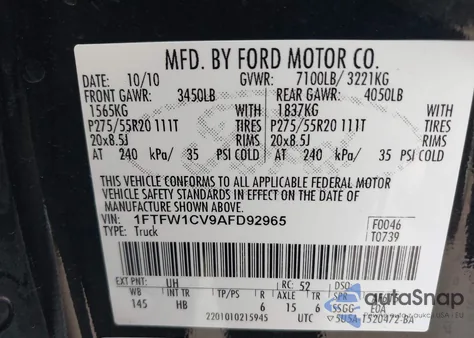 MFD. BY FORD MOTOR CO.
DATE: 10/10 GVWR: 7100LB/ 3221KG
FRONT GAWR: 3450LB REAR GAWR: 4050LB
1565KG WITH 1837KG WITH
P275/55R20 111T TIRES P275/55R20 111T TIRES
20x8.5J RIMS 20x8.5J RIMS
AT 240 kPa/ 35 PSI COLD AT 240 kPa/ 35 PSI COLD
THIS VEHICLE CONFORMS TO ALL APPLICABLE FEDERAL MOTOR
VEHICLE SAFETY STANDARDS IN EFFECT ON THE DATE OF
MANUFACTURE SHOWN ABOVE.
VIN: 1FTFW1CV9AFD92965 F0046
TYPE: Truck T0739
EXT PNT: UH RC: 52 DSO:
WB INT TR TP/PS R AXLE TR SPR
145 HB 6 15 6 SSGG E0A
2201010215945 UTC
autoSnap